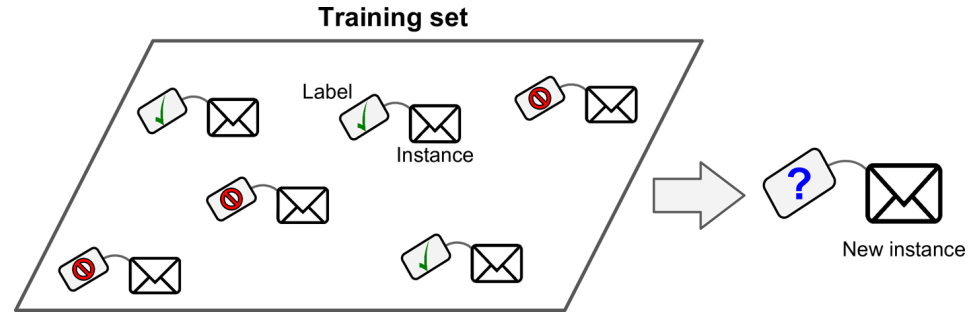 Training set
Label
Instance
?
New instance